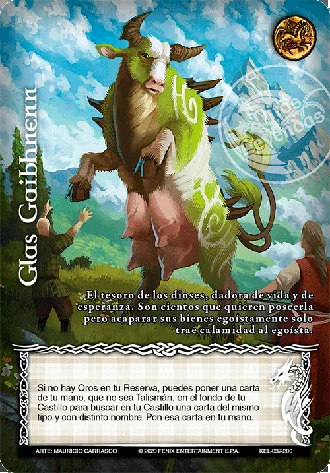 Glas Gaibhnenn
El tesoro de los dioses, dadora de vida y de
esperanza. Son cientos que quieren poseerla
pero acaparar sus bienes egoístamente solo
trae calamidad al egoísta.
Si no hay Oros en tu Reserva, puedes poner una carta
de tu mano, que no sea Talismán, en el fondo de tu
Castillo para buscar en tu Castillo una carta del mismo
tipo y con distinto nombre. Pon esa carta en tu mano.
ARTE: MAURICIO CARRASCO © 2023 FENIX ENTERTAINMENT S.P.A.